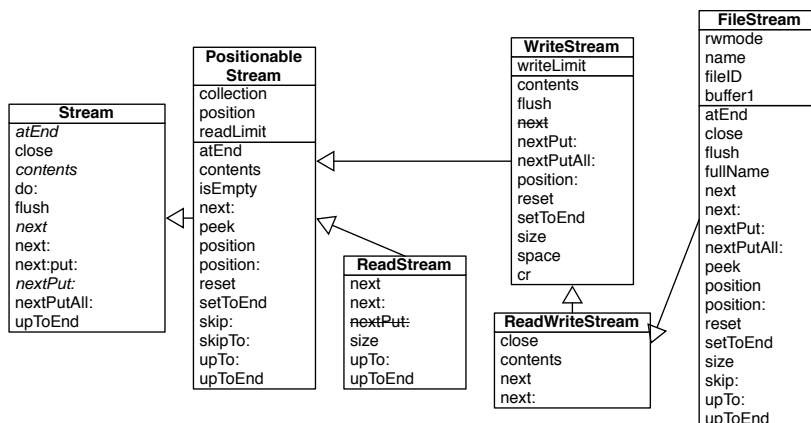 Stream
atEnd
close
contents
do:
flush
next
next:
next:put:
nextPut:
nextPutAll:
upToEnd
Positionable
Stream
collection
position
readLimit
atEnd
contents
isEmpty
next:
peek
position
position:
reset
setToEnd
skip:
skipTo:
upTo:
upToEnd
ReadStream
next
next:
nextPut:
size
upTo:
upToEnd
WriteStream
writeLimit
contents
flush
next
nextPut:
nextPutAll:
position:
reset
setToEnd
size
space
cr
ReadWriteStream
close
contents
next
next:
FileStream
rwmode
name
fileID
buffer1
atEnd
close
flush
fullName
next
next:
nextPut:
nextPutAll:
peek
position
position:
reset
setToEnd
size
skip:
upTo:
upToEnd